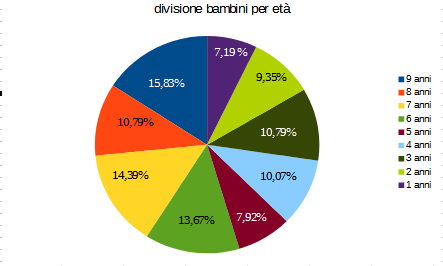 divisione bambini per età
7,19 %
9,35%
10,79%
10,07%
7,92%
13,67%
14,39%
10,79%
15,83%
9 anni
8 anni
7 anni
6 anni
5 anni
4 anni
3 anni
2 anni
1 anni